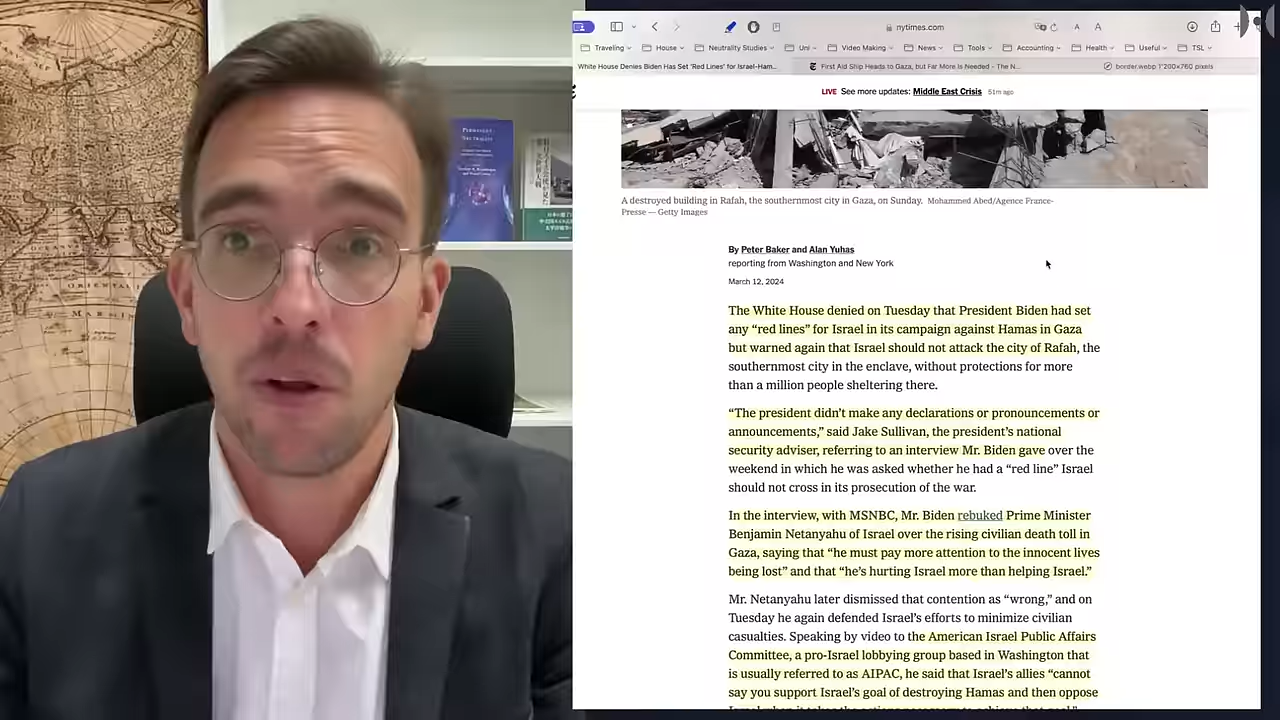 nytimes.com
A A
Traveling House Neutrality Studies Uni Video Making News Tools Accounting Health Useful TSL
White House Denies Biden Has Set 'Red Lines' for Israel-Ham... First Aid Ship Heads to Gaza, but Far More Is Needed - The N... border.webp 1'200×760 pixels
LIVE See more updates: Middle East Crisis 51m ago
A destroyed building in Rafah, the southernmost city in Gaza, on Sunday. Mohammed Abed/Agence France-
Presse — Getty Images
By Peter Baker and Alan Yuhas
reporting from Washington and New York
March 12, 2024
The White House denied on Tuesday that President Biden had set
any “red lines” for Israel in its campaign against Hamas in Gaza
but warned again that Israel should not attack the city of Rafah, the
southernmost city in the enclave, without protections for more
than a million people sheltering there.
“The president didn’t make any declarations or pronouncements or
announcements,” said Jake Sullivan, the president’s national
security adviser, referring to an interview Mr. Biden gave over the
weekend in which he was asked whether he had a “red line” Israel
should not cross in its prosecution of the war.
In the interview, with MSNBC, Mr. Biden rebuked Prime Minister
Benjamin Netanyahu of Israel over the rising civilian death toll in
Gaza, saying that “he must pay more attention to the innocent lives
being lost” and that “he’s hurting Israel more than helping Israel.”
Mr. Netanyahu later dismissed that contention as “wrong,” and on
Tuesday he again defended Israel’s efforts to minimize civilian
casualties. Speaking by video to the American Israel Public Affairs
Committee, a pro-Israel lobbying group based in Washington that
is usually referred to as AIPAC, he said that Israel’s allies “cannot
say you support Israel’s goal of destroying Hamas and then oppose